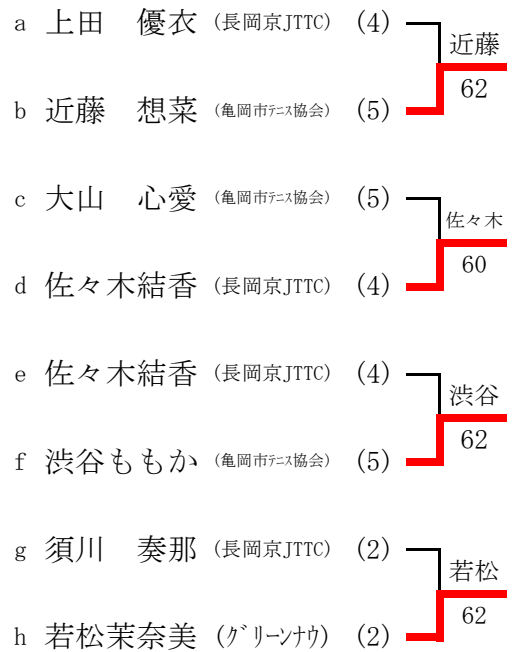 a 上田　優衣 (長岡京JTTC) (4)
近藤
62
b 近藤　想菜 (亀岡市テニス協会) (5)
c 大山　心愛 (亀岡市テニス協会) (5)
佐々木
60
d 佐々木結香 (長岡京JTTC) (4)
e 佐々木結香 (長岡京JTTC) (4)
渋谷
62
f 渋谷ももか (亀岡市テニス協会) (5)
g 須川　奏那 (長岡京JTTC) (2)
若松
62
h 若松茉奈美 (グリーンナウ) (2)